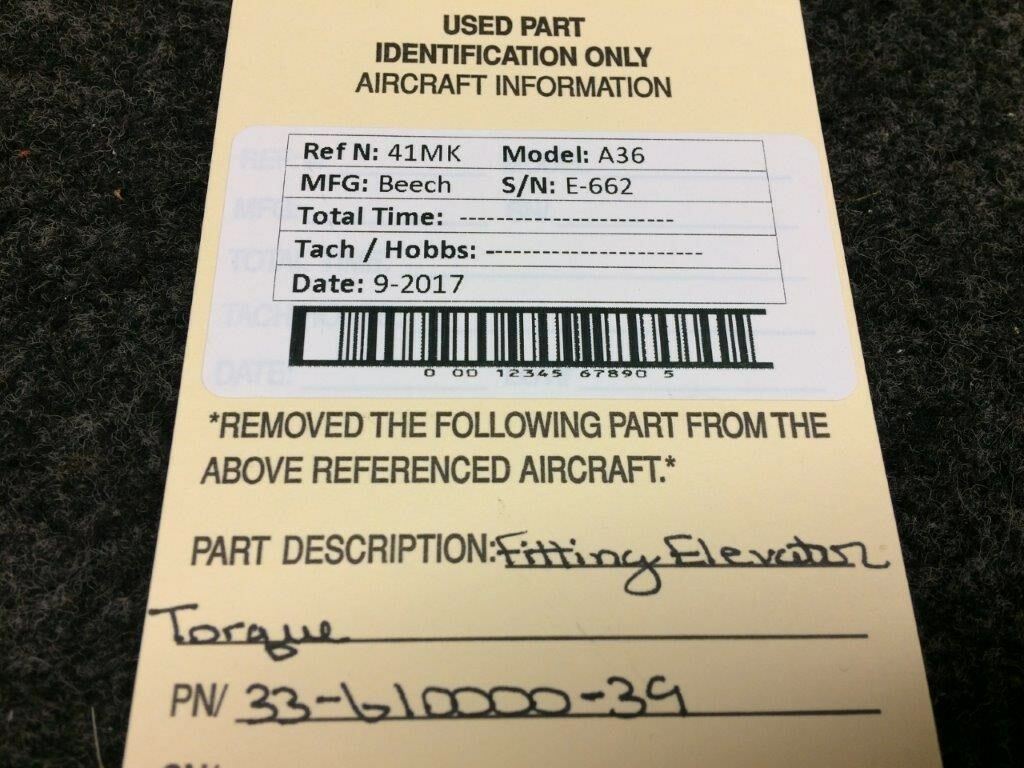 USED PART
IDENTIFICATION ONLY
AIRCRAFT INFORMATION
Ref N: 41MK Model: A36
MFG: Beech S/N: E-662
Total Time: ----------------------
Tach / Hobbs: ----------------------
Date: 9-2017
0 00 12345 67890 5
*REMOVED THE FOLLOWING PART FROM THE
ABOVE REFERENCED AIRCRAFT.*
PART DESCRIPTION: Fitting Elevator
Torque
PN/ 33-610000-39